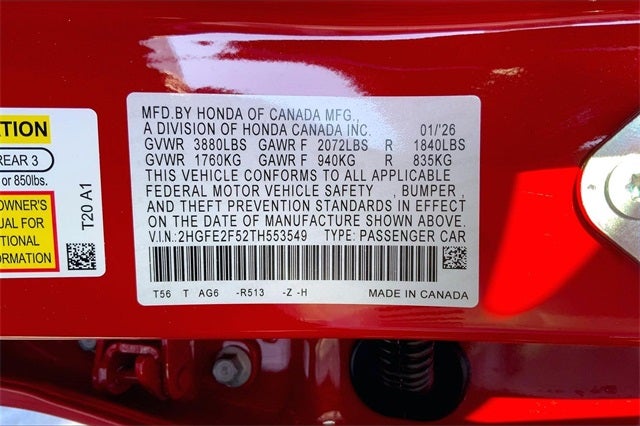 ATION
REAR 3
or 850lbs.
OWNER'S
UAL FOR
TIONAL
MATION
T20 A1
MFD.BY HONDA OF CANADA MFG.,
A DIVISION OF HONDA CANADA INC. 01/'26
GVWR 3880LBS GAWR F 2072LBS R 1840LBS
GVWR 1760KG GAWR F 940KG R 835KG
THIS VEHICLE CONFORMS TO ALL APPLICABLE
FEDERAL MOTOR VEHICLE SAFETY , BUMPER ,
AND THEFT PREVENTION STANDARDS IN EFFECT
ON THE DATE OF MANUFACTURE SHOWN ABOVE.
V.I.N.: 2HGFE2F52TH553549 TYPE: PASSENGER CAR
T56 T AG6 -R513 -Z -H MADE IN CANADA